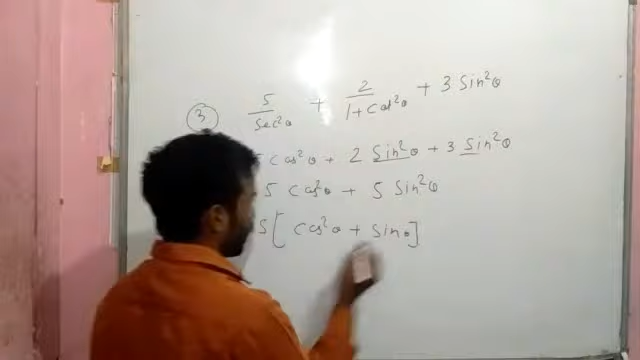 3 5/Sec²θ + 2/1+Cot²θ + 3 Sin²θ
5 Cos²θ + 2 Sin²θ + 3 Sin²θ
5 Cos²θ + 5 Sin²θ
5[ Cos²θ + Sinθ]